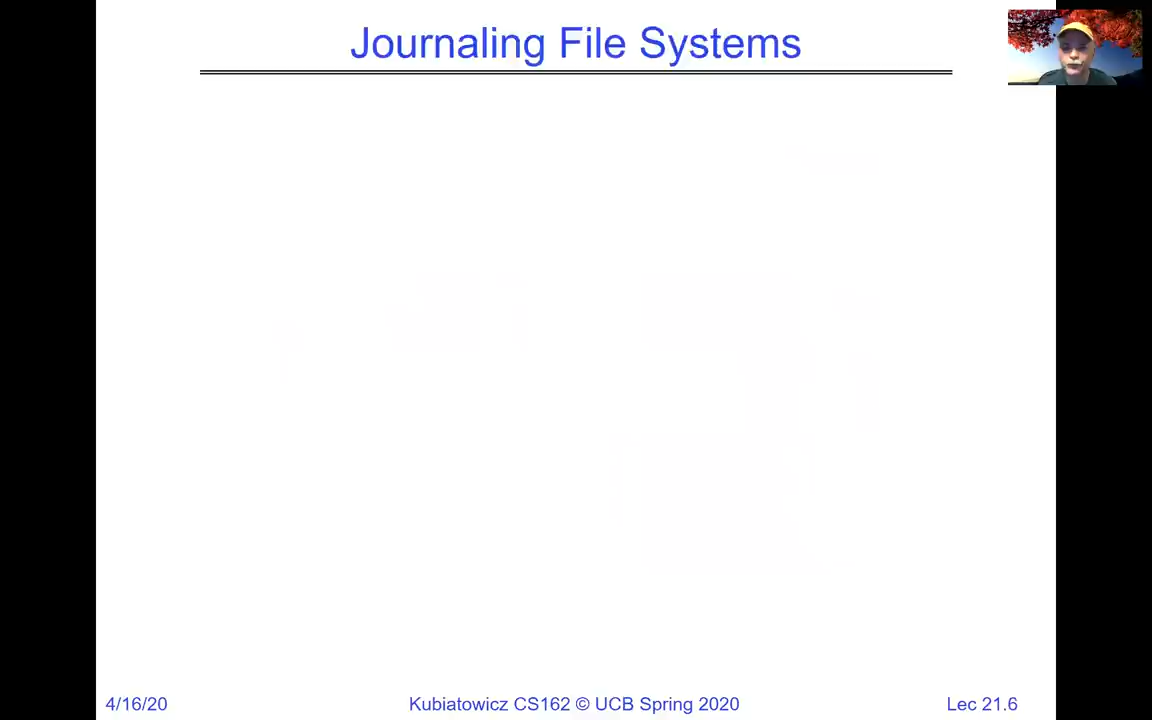 Journaling File Systems
4/16/20
Kubiatowicz CS162 © UCB Spring 2020
Lec 21.6